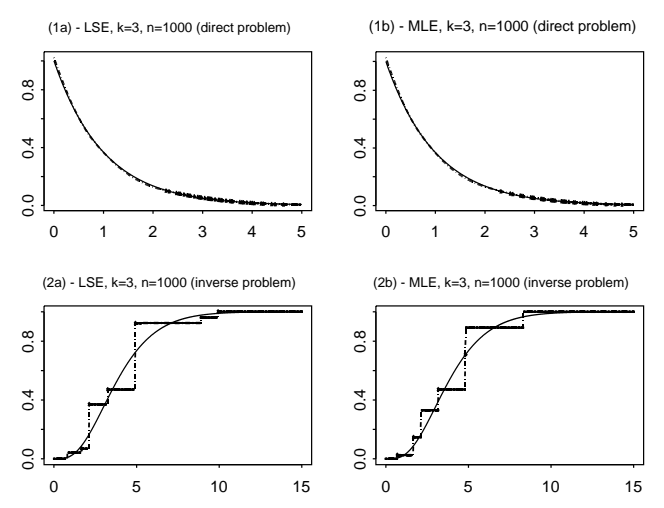 (1a) - LSE, k=3, n=1000 (direct problem)
0.8
0.4
0.0
0 1 2 3 4 5
(1b) - MLE, k=3, n=1000 (direct problem)
0.8
0.4
0.0
0 1 2 3 4 5
(2a) - LSE, k=3, n=1000 (inverse problem)
0.8
0.4
0.0
0 5 10 15
(2b) - MLE, k=3, n=1000 (inverse problem)
0.8
0.4
0.0
0 5 10 15